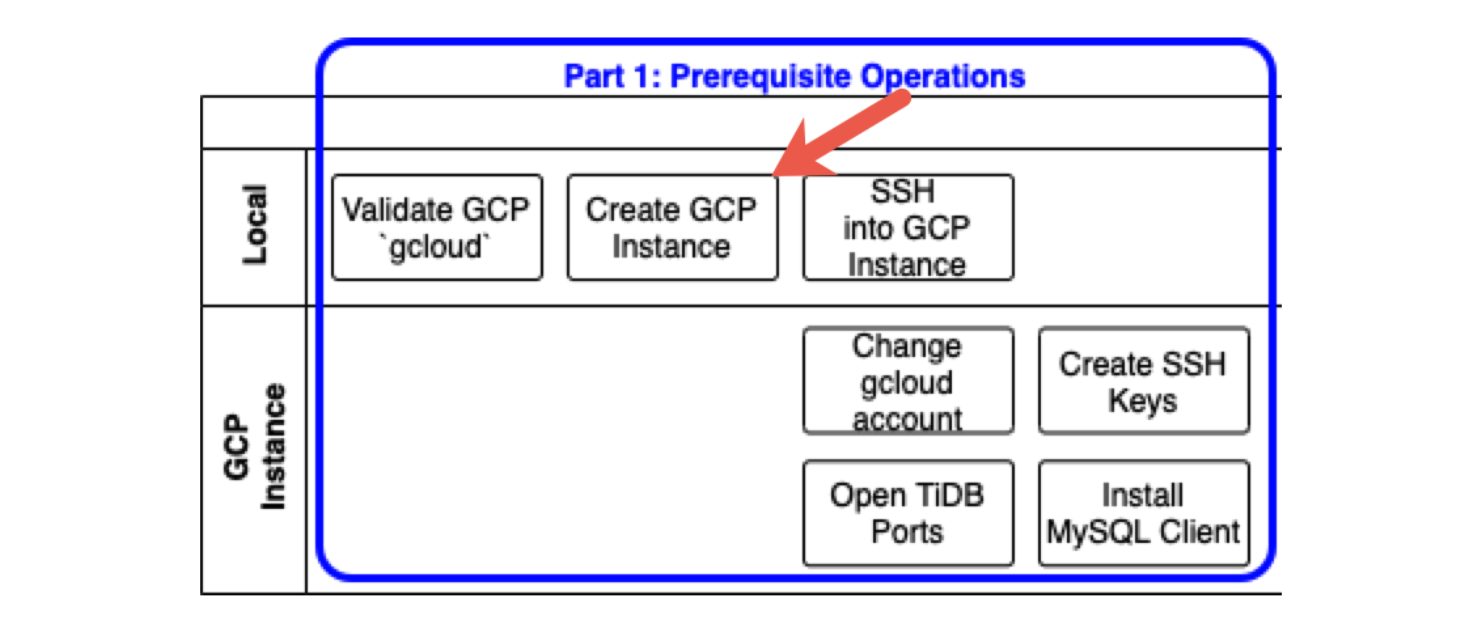 Part 1: Prerequisite Operations
Local
Validate GCP
`gcloud`
Create GCP
Instance
SSH
into GCP
Instance
GCP
Instance
Change
gcloud
account
Create SSH
Keys
Open TiDB
Ports
Install
MySQL Client